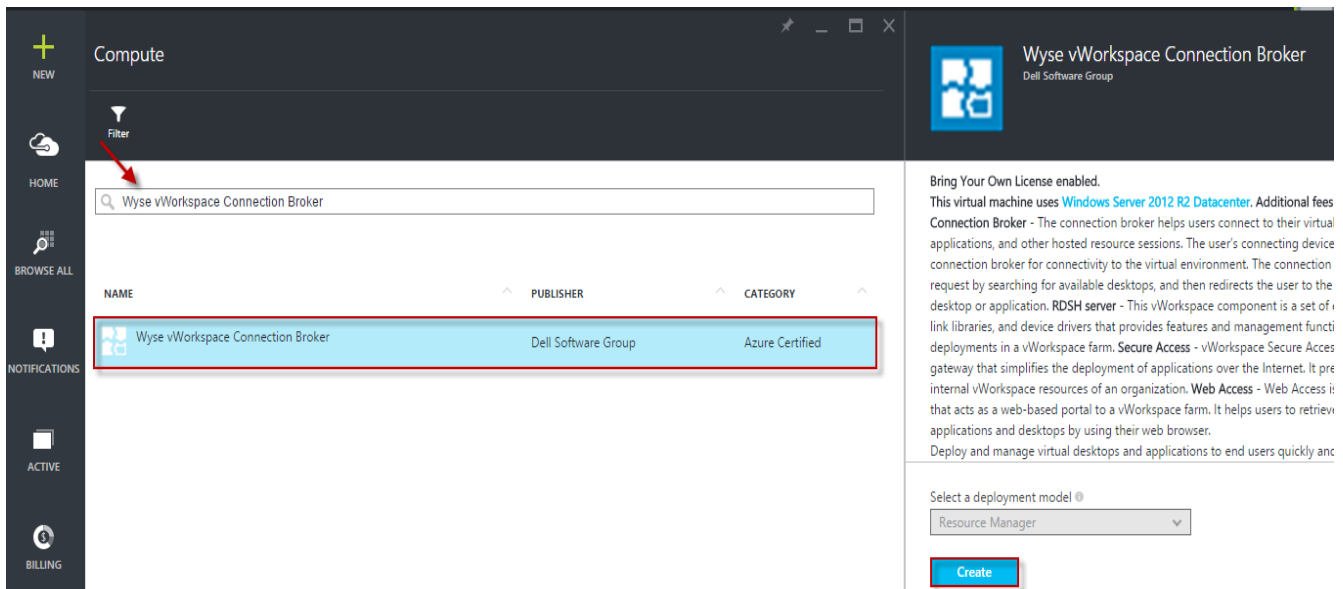 NEW
HOME
BROWSE ALL
NOTIFICATIONS
ACTIVE
BILLING
Compute
Filter
Wyse vWorkspace Connection Broker
NAME
PUBLISHER
CATEGORY
Wyse vWorkspace Connection Broker
Dell Software Group
Azure Certified
Wyse vWorkspace Connection Broker
Dell Software Group
Bring Your Own License enabled.
This virtual machine uses Windows Server 2012 R2 Datacenter. Additional fees
Connection Broker - The connection broker helps users connect to their virtual
applications, and other hosted resource sessions. The user's connecting device
connection broker for connectivity to the virtual environment. The connection
request by searching for available desktops, and then redirects the user to the
desktop or application. RDSH server - This vWorkspace component is a set of
link libraries, and device drivers that provides features and management functi
deployments in a vWorkspace farm. Secure Access - vWorkspace Secure Acces
gateway that simplifies the deployment of applications over the Internet. It pre
internal vWorkspace resources of an organization. Web Access - Web Access is
that acts as a web-based portal to a vWorkspace farm. It helps users to retrieve
applications and desktops by using their web browser.
Deploy and manage virtual desktops and applications to end users quickly and
Select a deployment model
Resource Manager
Create